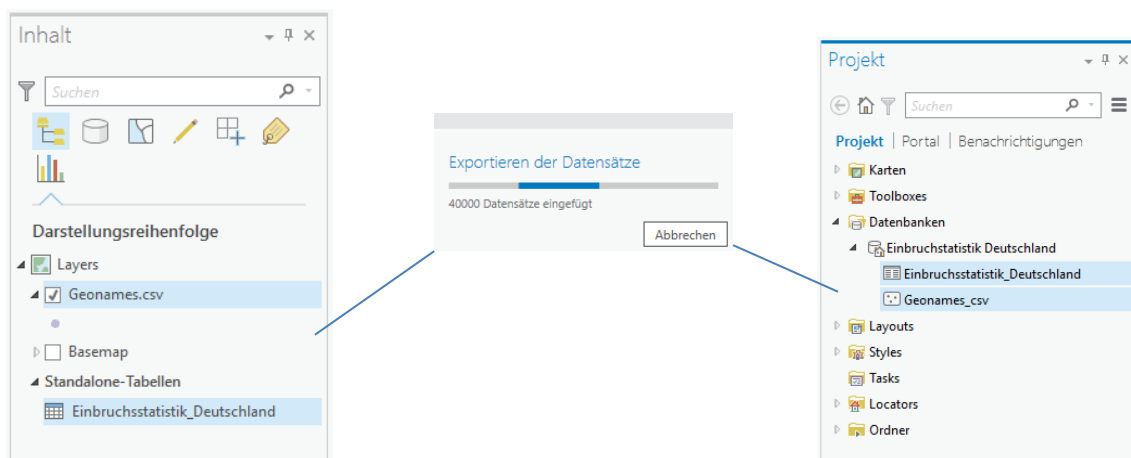 Inhalt
Suchen
Darstellungsreihenfolge
Layers
Geonames.csv
Basemap
Standalone-Tabellen
Einbruchsstatistik_Deutschland
Exportieren der Datensätze
40000 Datensätze eingefügt
Abbrechen
Projekt
Suchen
Projekt | Portal | Benachrichtigungen
Karten
Toolboxes
Datenbanken
Einbruchstatistik Deutschland
Einbruchsstatistik_Deutschland
Geonames_csv
Layouts
Styles
Tasks
Locators
Ordner